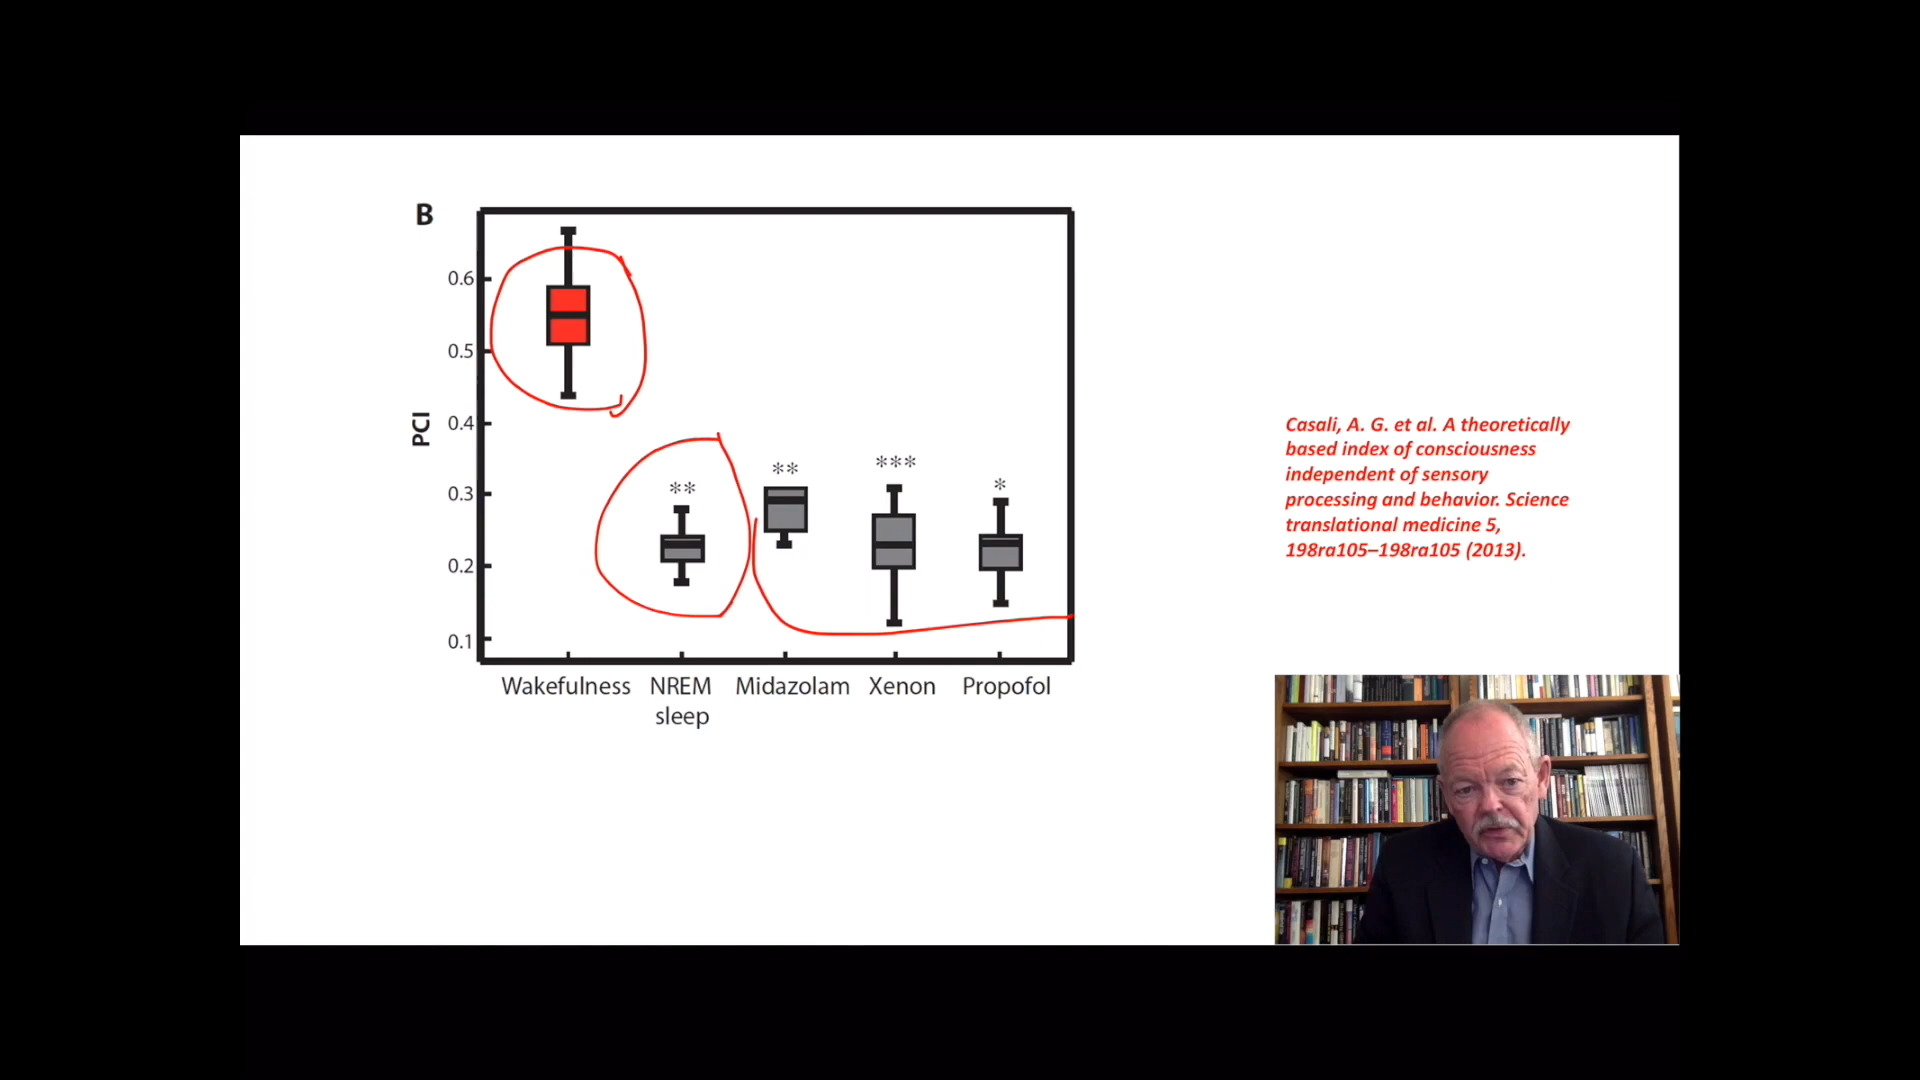 B
0.6
0.5
0.4
0.3
0.2
0.1
PCI
**
**
***
*
Wakefulness NREM Midazolam Xenon Propofol
sleep
Casali, A. G. et al. A theoretically
based index of consciousness
independent of sensory
processing and behavior. Science
translational medicine 5,
198ra105–198ra105 (2013).